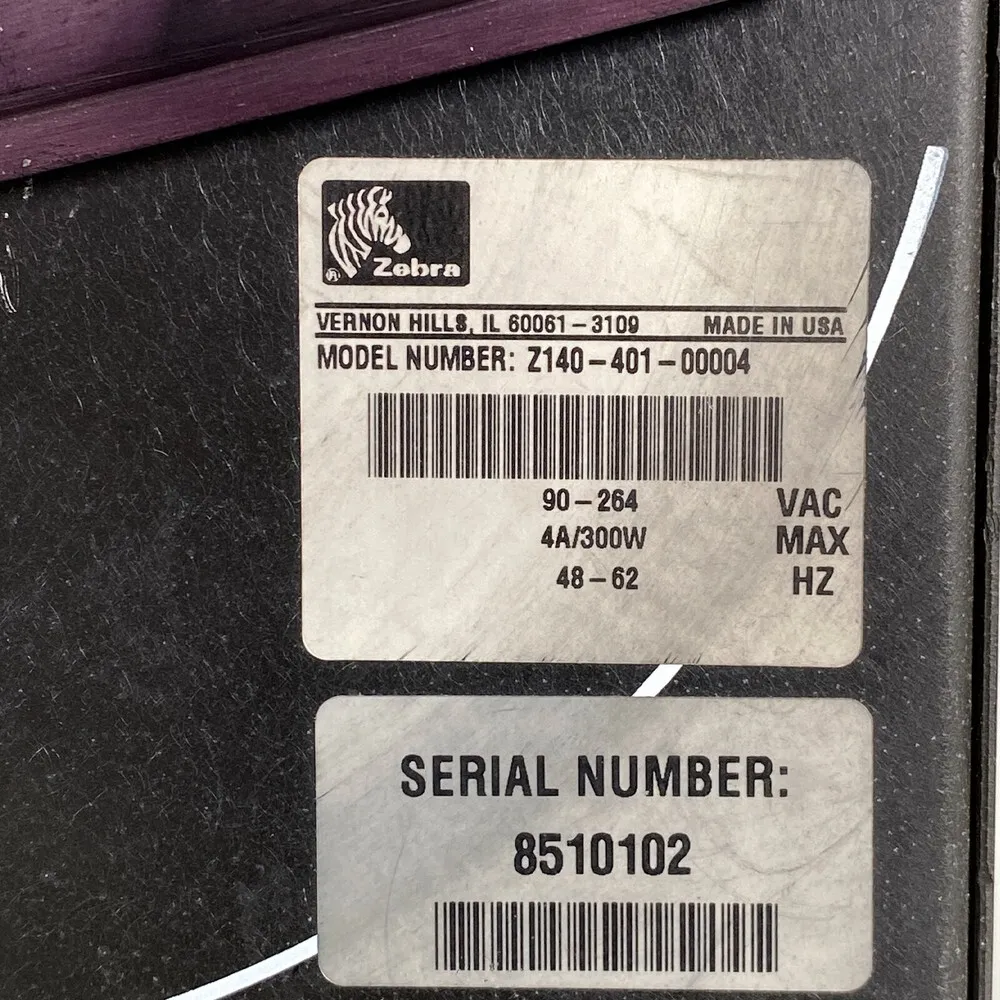 Zebra
®
VERNON HILLS, IL 60061-3109 MADE IN USA
MODEL NUMBER: Z140-401-00004
90-264 VAC
4A/300W MAX
48-62 HZ
SERIAL NUMBER:
8510102